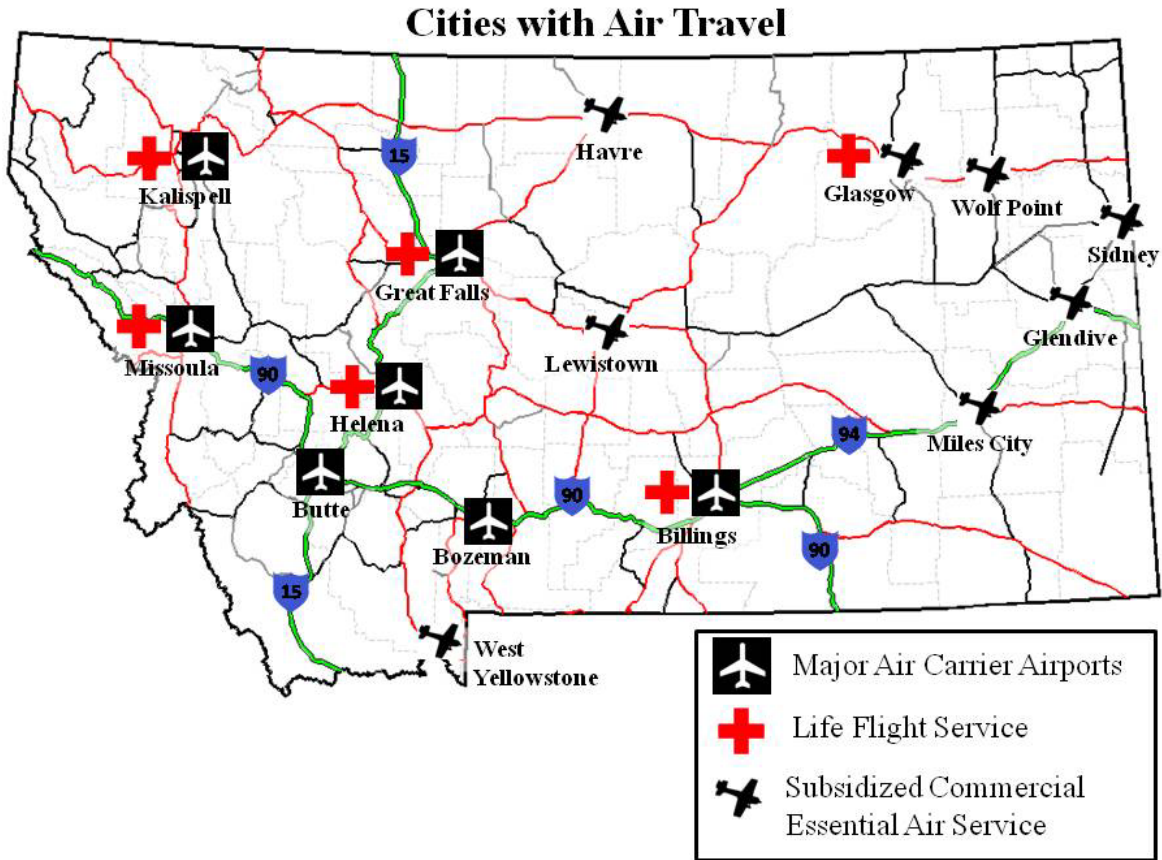 Cities with Air Travel
Havre
15
Kalispell
Glasgow
Wolf Point
Sidney
Great Falls
Glendive
Missoula
Lewistown
90
Helena
Miles City
94
Butte
90
Billings
Bozeman
90
15
West
Yellowstone
Major Air Carrier Airports
Life Flight Service
Subsidized Commercial
Essential Air Service